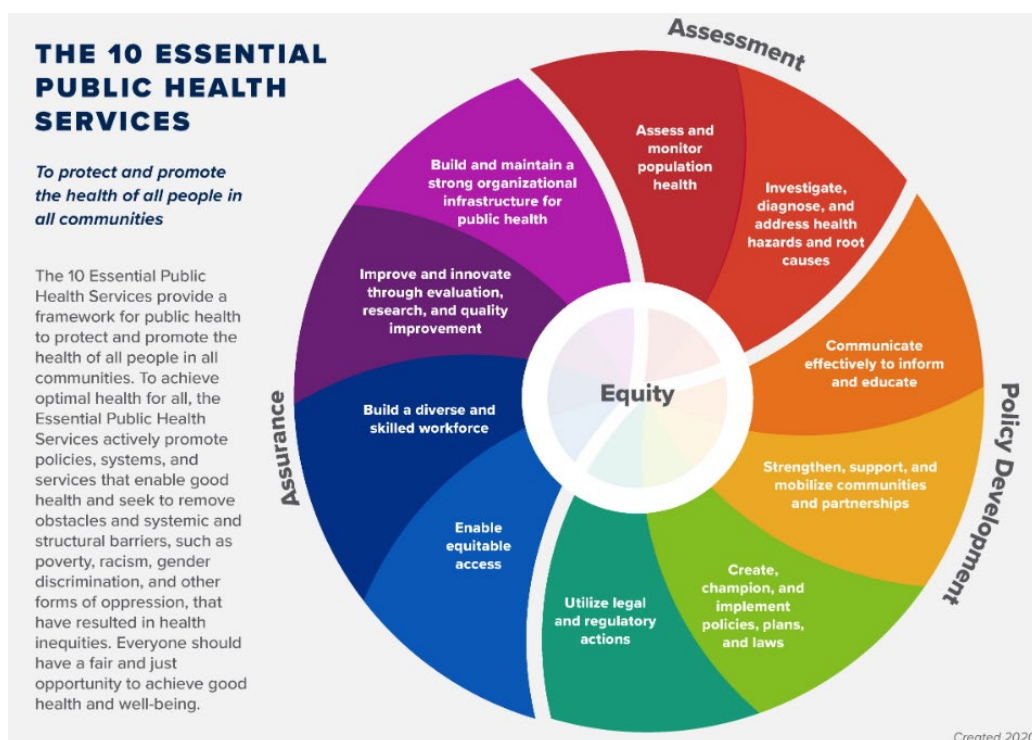 THE 10 ESSENTIAL
PUBLIC HEALTH
SERVICES
To protect and promote
the health of all people in
all communities
The 10 Essential Public
Health Services provide a
framework for public health
to protect and promote the
health of all people in all
communities. To achieve
optimal health for all, the
Essential Public Health
Services actively promote
policies, systems, and
services that enable good
health and seek to remove
obstacles and systemic and
structural barriers, such as
poverty, racism, gender
discrimination, and other
forms of oppression, that
have resulted in health
inequities. Everyone should
have a fair and just
opportunity to achieve good
health and well-being.
Assessment
Assess and
monitor
population
health
Investigate,
diagnose, and
address health
hazards and root
causes
Policy Development
Communicate
effectively to inform
and educate
Strengthen, support, and
mobilize communities
and partnerships
Create,
champion, and
implement
policies, plans,
and laws
Utilize legal
and regulatory
actions
Assurance
Enable
equitable
access
Build a diverse and
skilled workforce
Improve and innovate
through evaluation,
research, and quality
improvement
Build and maintain a
strong organizational
infrastructure for
public health
Equity
Created 2020